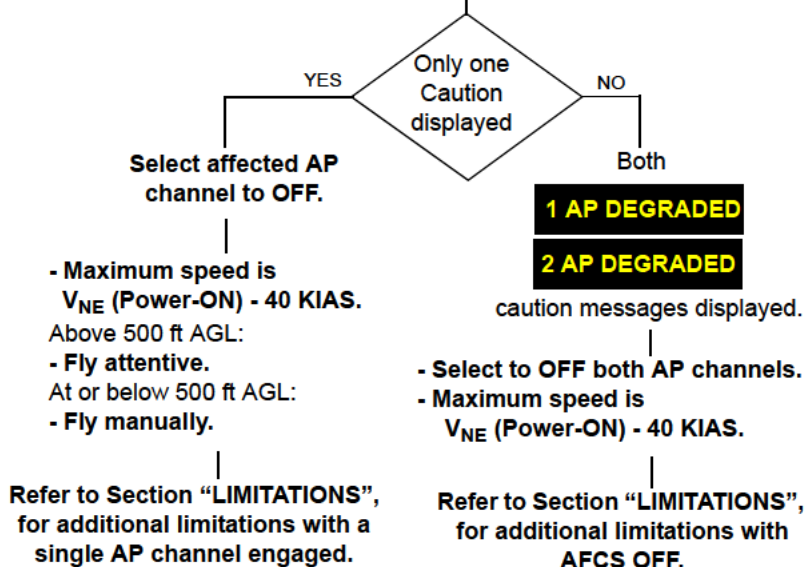 Only one
Caution
displayed
YES
NO
Select affected AP
channel to OFF.
- Maximum speed is
VNE (Power-ON) - 40 KIAS.
Above 500 ft AGL:
- Fly attentive.
At or below 500 ft AGL:
- Fly manually.
Refer to Section “LIMITATIONS”,
for additional limitations with a
single AP channel engaged.
Both
1 AP DEGRADED
2 AP DEGRADED
caution messages displayed.
- Select to OFF both AP channels.
- Maximum speed is
VNE (Power-ON) - 40 KIAS.
Refer to Section “LIMITATIONS”,
for additional limitations with
AFCS OFF.